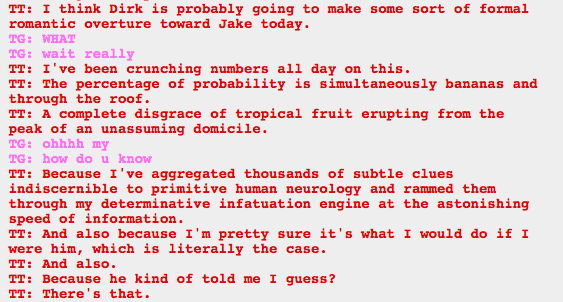 TT: I think Dirk is probably going to make some sort of formal
romantic overture toward Jake today.
TG: WHAT
TG: wait really
TT: I've been crunching numbers all day on this.
TT: The percentage of probability is simultaneously bananas and
through the roof.
TT: A complete disgrace of tropical fruit erupting from the
peak of an unassuming domicile.
TG: ohhhh my
TG: how do u know
TT: Because I've aggregated thousands of subtle clues
indiscernible to primitive human neurology and rammed them
through my determinative infatuation engine at the astonishing
speed of information.
TT: And also because I'm pretty sure it's what I would do if I
were him, which is literally the case.
TT: And also.
TT: Because he kind of told me I guess?
TT: There's that.